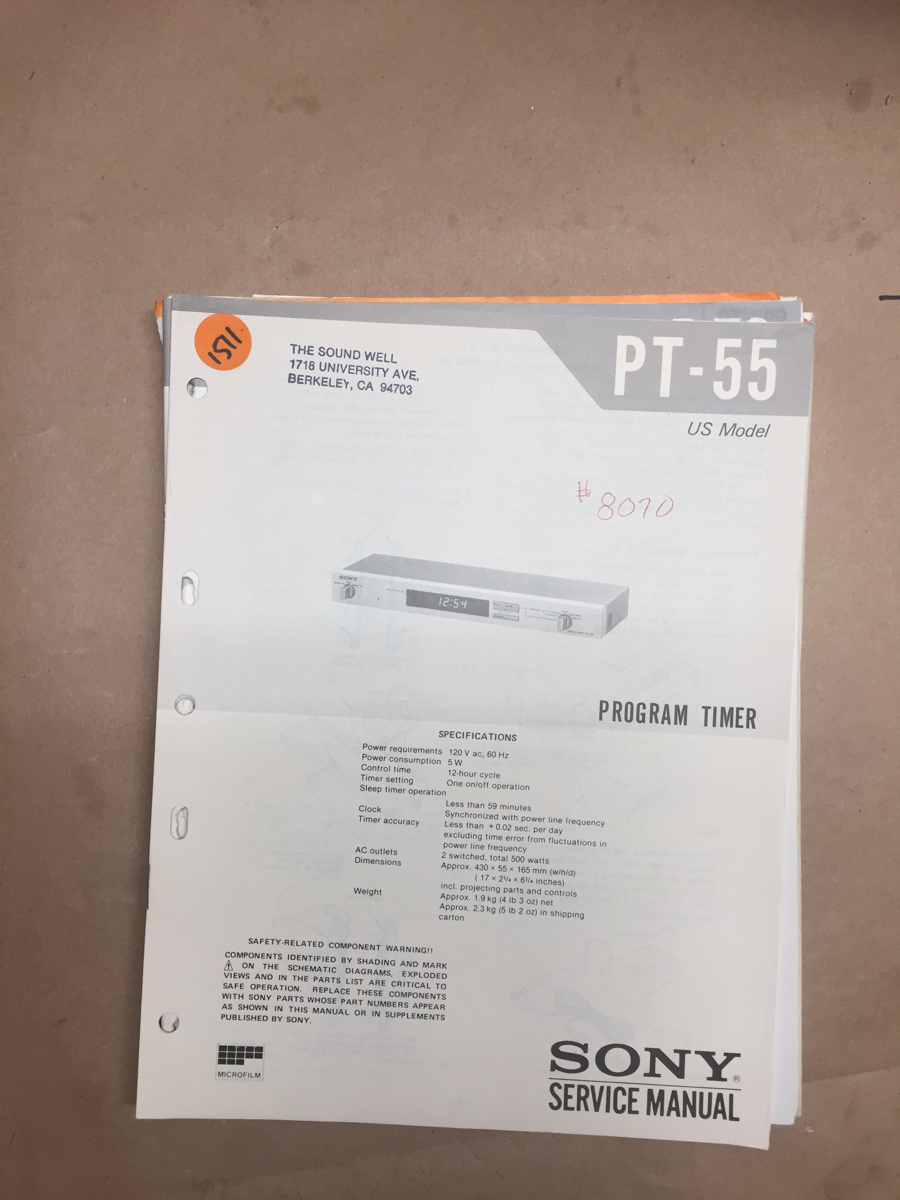 1511
THE SOUND WELL
1718 UNIVERSITY AVE.
BERKELEY, CA 94703
PT-55
US Model
# 8070
SONY
12:54
PROGRAM TIMER
SPECIFICATIONS
Power requirements 120 V ac, 60 Hz
Power consumption 5 W
Control time 12-hour cycle
Timer setting One on/off operation
Sleep timer operation
Less than 59 minutes
Clock Synchronized with power line frequency
Timer accuracy Less than +0.02 sec. per day
excluding time error from fluctuations in
power line frequency
AC outlets 2 switched, total 500 watts
Dimensions Approx. 430 × 55 × 165 mm (w/h/d)
(17 × 2 1/4 × 6 1/4 inches)
incl. projecting parts and controls
Weight Approx. 1.9 kg (4 lb 3 oz) net
Approx. 2.3 kg (5 lb 2 oz) in shipping
carton
SAFETY-RELATED COMPONENT WARNING!!
COMPONENTS IDENTIFIED BY SHADING AND MARK
⚠ ON THE SCHEMATIC DIAGRAMS, EXPLODED
VIEWS AND IN THE PARTS LIST ARE CRITICAL TO
SAFE OPERATION. REPLACE THESE COMPONENTS
WITH SONY PARTS WHOSE PART NUMBERS APPEAR
AS SHOWN IN THIS MANUAL OR IN SUPPLEMENTS
PUBLISHED BY SONY.
MICROFILM
SONY®
SERVICE MANUAL